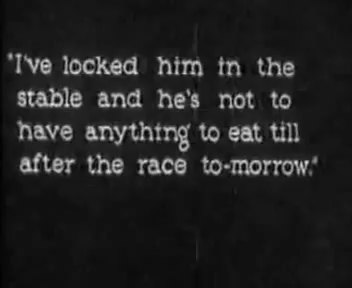 "I've locked him in the
stable and he's not to
have anything to eat till
after the race to-morrow."